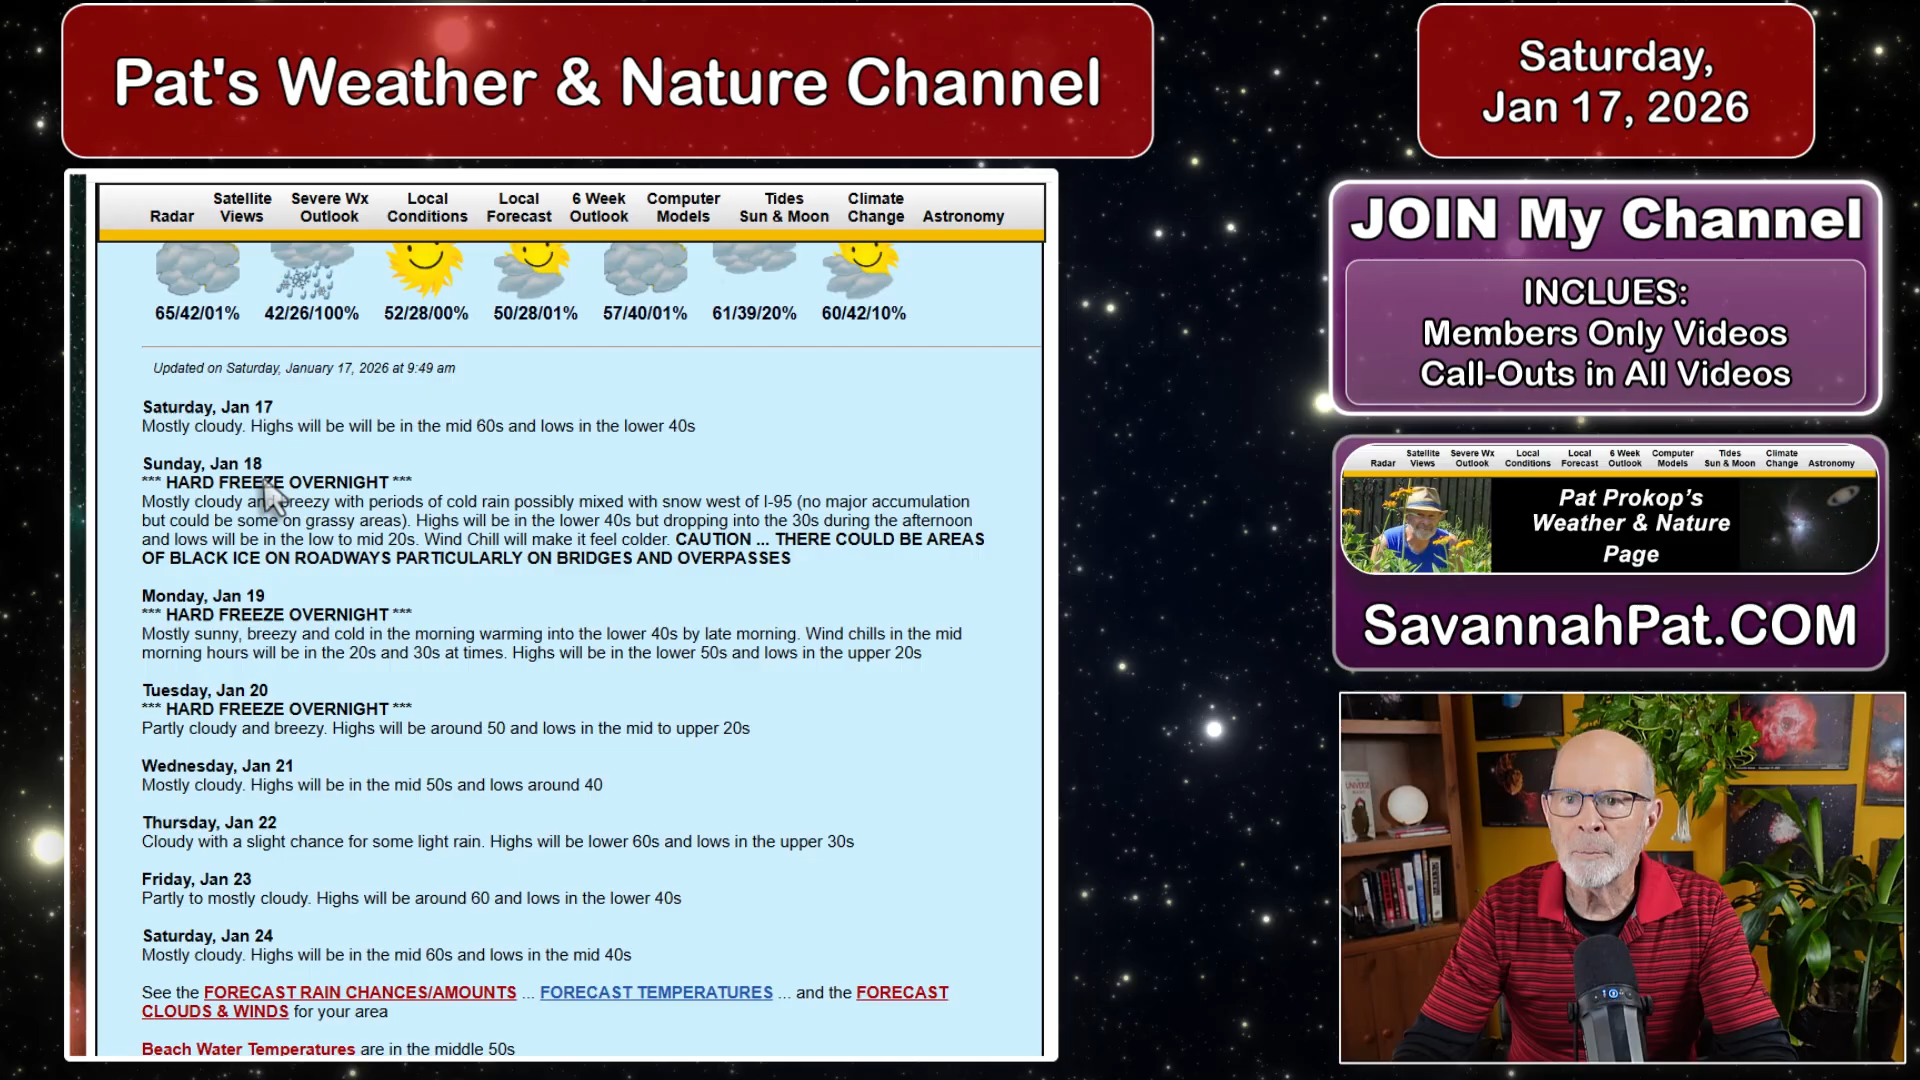 Pat's Weather & Nature Channel
Saturday,
Jan 17, 2026
Radar
Satellite
Views
Severe Wx
Outlook
Local
Conditions
Local
Forecast
6 Week
Outlook
Computer
Models
Tides
Sun & Moon
Climate
Change
Astronomy
65/42/01% 42/26/100% 52/28/00% 50/28/01% 57/40/01% 61/39/20% 60/42/10%
Updated on Saturday, January 17, 2026 at 9:49 am
Saturday, Jan 17
Mostly cloudy. Highs will be will be in the mid 60s and lows in the lower 40s
Sunday, Jan 18
*** HARD FREEZE OVERNIGHT ***
Mostly cloudy and breezy with periods of cold rain possibly mixed with snow west of I-95 (no major accumulation
but could be some on grassy areas). Highs will be in the lower 40s but dropping into the 30s during the afternoon
and lows will be in the low to mid 20s. Wind Chill will make it feel colder. CAUTION ... THERE COULD BE AREAS
OF BLACK ICE ON ROADWAYS PARTICULARLY ON BRIDGES AND OVERPASSES
Monday, Jan 19
*** HARD FREEZE OVERNIGHT ***
Mostly sunny, breezy and cold in the morning warming into the lower 40s by late morning. Wind chills in the mid
morning hours will be in the 20s and 30s at times. Highs will be in the lower 50s and lows in the upper 20s
Tuesday, Jan 20
*** HARD FREEZE OVERNIGHT ***
Partly cloudy and breezy. Highs will be around 50 and lows in the mid to upper 20s
Wednesday, Jan 21
Mostly cloudy. Highs will be in the mid 50s and lows around 40
Thursday, Jan 22
Cloudy with a slight chance for some light rain. Highs will be lower 60s and lows in the upper 30s
Friday, Jan 23
Partly to mostly cloudy. Highs will be around 60 and lows in the lower 40s
Saturday, Jan 24
Mostly cloudy. Highs will be in the mid 60s and lows in the mid 40s
See the FORECAST RAIN CHANCES/AMOUNTS ... FORECAST TEMPERATURES ... and the FORECAST
CLOUDS & WINDS for your area
Beach Water Temperatures are in the middle 50s
JOIN My Channel
INCLUES:
Members Only Videos
Call-Outs in All Videos
Radar
Satellite
Views
Severe Wx
Outlook
Local
Conditions
Local
Forecast
6 Week
Outlook
Computer
Models
Tides
Sun & Moon
Climate
Change
Astronomy
Pat Prokop's
Weather & Nature
Page
SavannahPat.COM